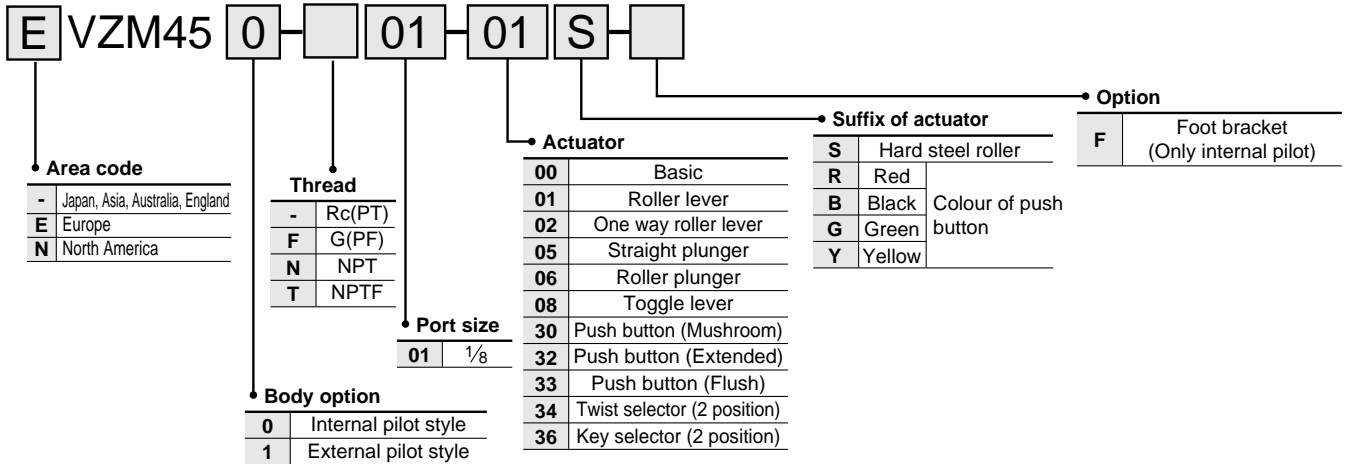 E VZM45 0 - 01 - 01 S -
Option
F Foot bracket (Only internal pilot)
Suffix of actuator
S Hard steel roller
R Red
B Black
G Green
Y Yellow
Colour of push button
Actuator
00 Basic
01 Roller lever
02 One way roller lever
05 Straight plunger
06 Roller plunger
08 Toggle lever
30 Push button (Mushroom)
32 Push button (Extended)
33 Push button (Flush)
34 Twist selector (2 position)
36 Key selector (2 position)
Area code
- Japan, Asia, Australia, England
E Europe
N North America
Thread
- Rc(PT)
F G(PF)
N NPT
T NPTF
Port size
01 1⁄8
Body option
0 Internal pilot style
1 External pilot style